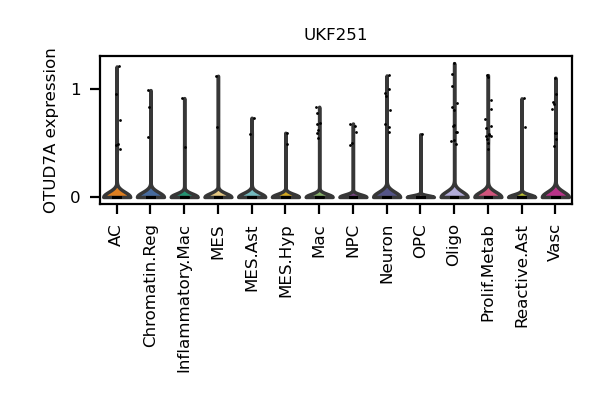 UKF251
OTUD7A expression
1
0
AC
Chromatin.Reg
Inflammatory.Mac
MES
MES.Ast
MES.Hyp
Mac
NPC
Neuron
OPC
Oligo
Prolif.Metab
Reactive.Ast
Vasc